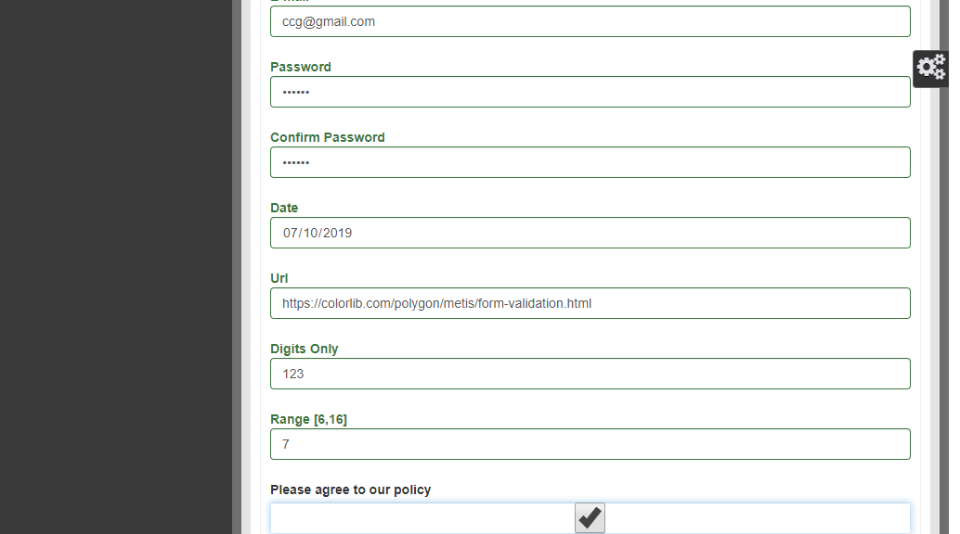 ccg@gmail.com
Password
••••••
Confirm Password
••••••
Date
07/10/2019
Url
https://colorlib.com/polygon/metis/form-validation.html
Digits Only
123
Range [6,16]
7
Please agree to our policy